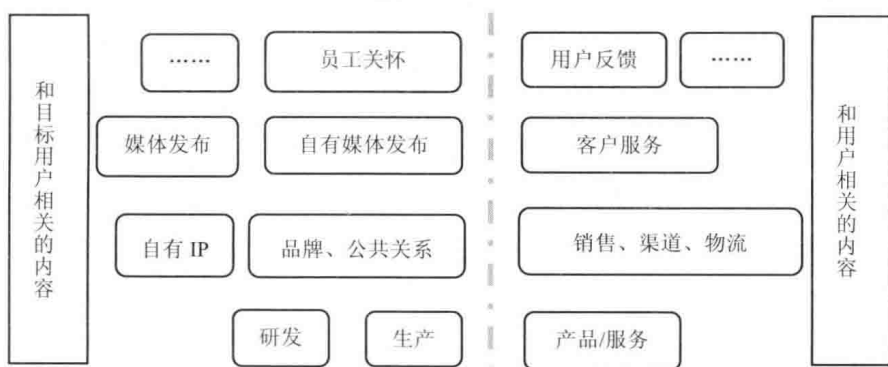 和目标用户相关的内容
……
员工关怀
用户反馈
……
媒体发布
自有媒体发布
客户服务
自有 IP
品牌、公共关系
销售、渠道、物流
研发
生产
产品/服务
和用户相关的内容